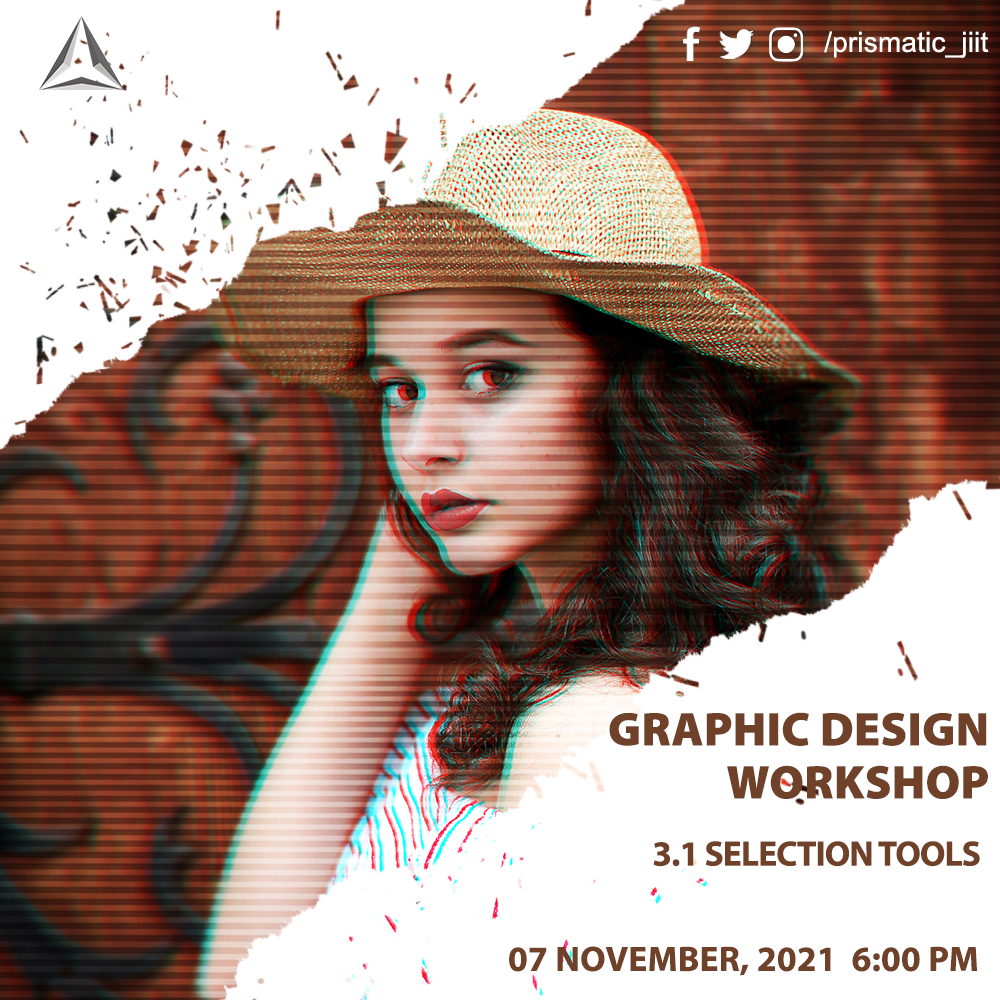 /prismatic_jiit
GRAPHIC DESIGN
WORKSHOP
3.1 SELECTION TOOLS
07 NOVEMBER, 2021 6:00 PM